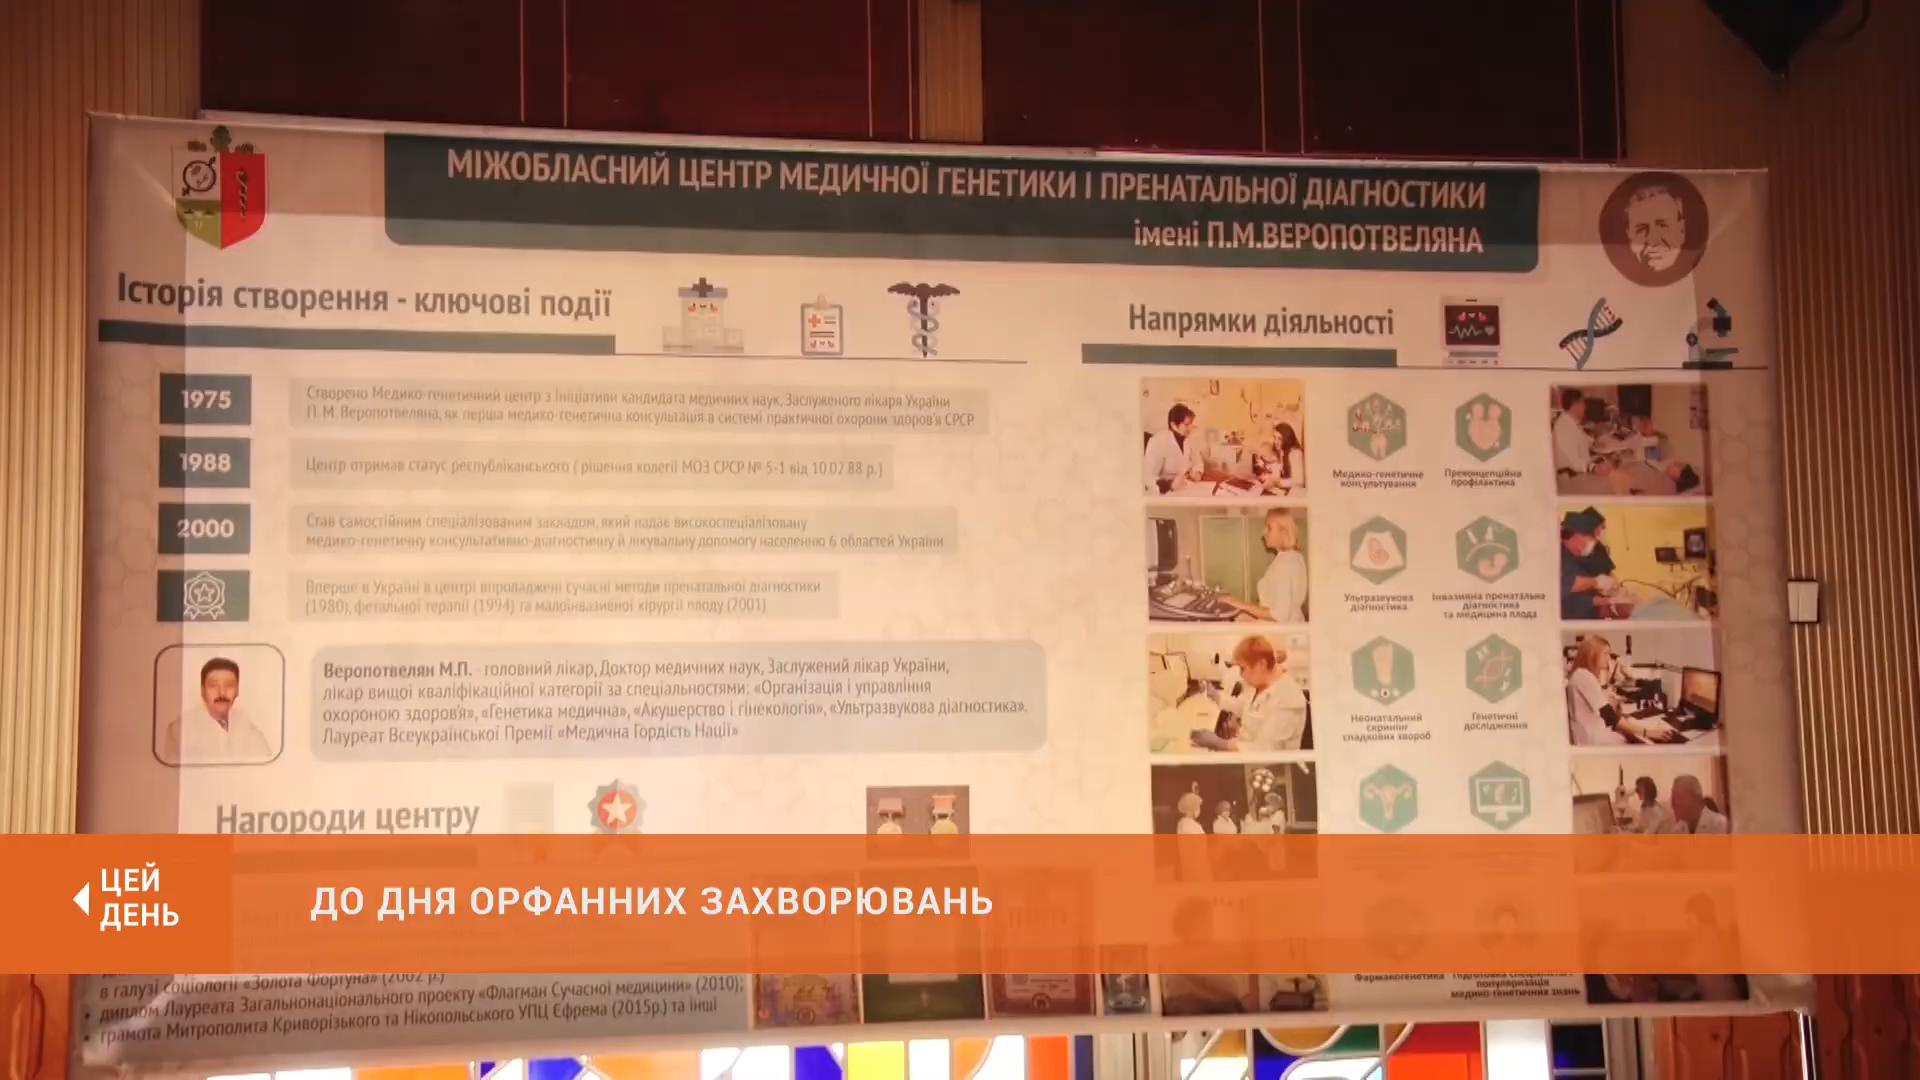 МІЖОБЛАСНИЙ ЦЕНТР МЕДИЧНОЇ ГЕНЕТИКИ І ПРЕНАТАЛЬНОЇ ДІАГНОСТИКИ
імені П.М.ВЕРОПОТВЕЛЯНА
Історія створення - ключові події
1975
Створено Медико-генетичний центр з ініціативи кандидата медичних наук, Заслуженого лікаря України
П. М. Веропотвеляна, як перша медико-генетична консультація в системі практичної охорони здоров'я СРСР
1988
Центр отримав статус республіканського ( рішення колегії МОЗ СРСР № 5-1 від 10.02.88 р.)
2000
Став самостійним спеціалізованим закладом, який надає високоспеціалізовану
медико-генетичну консультативно-діагностичну й лікувальну допомогу населенню 6 областей України
Вперше в Україні в центрі впроваджені сучасні методи пренатальної діагностики
(1980), фетальної терапії (1994) та малоінвазивної хірургії плоду (2001)
Веропотвелян М.П. - головний лікар, Доктор медичних наук, Заслужений лікар України,
лікар вищої кваліфікаційної категорії за спеціальностями: «Організація і управління
охороною здоров'я», «Генетика медична», «Акушерство і гінекологія», «Ультразвукова діагностика».
Лауреат Всеукраїнської Премії «Медична Гордість Нації»
Нагороди центру
в галузі соціології «Золота Фортуна» (2002 р.)
• диплом Лауреата Загальнонаціонального проекту «Флагман Сучасної медицини» (2010);
• грамота Митрополита Криворізького та Нікопольського УПЦ Єфрема (2015р.) та інші
Напрямки діяльності
Медико-генетичне
консультування
Преконцепційна
профілактика
Ультразвукова
діагностика
Інвазивна пренатальна
діагностика
та медицина плода
Неонатальний
скринінг
спадкових хвороб
Генетичні
дослідження
Фармакогенетика
популяризація
медико-генетичних знань
ЦЕЙ
ДЕНЬ
ДО ДНЯ ОРФАННИХ ЗАХВОРЮВАНЬ